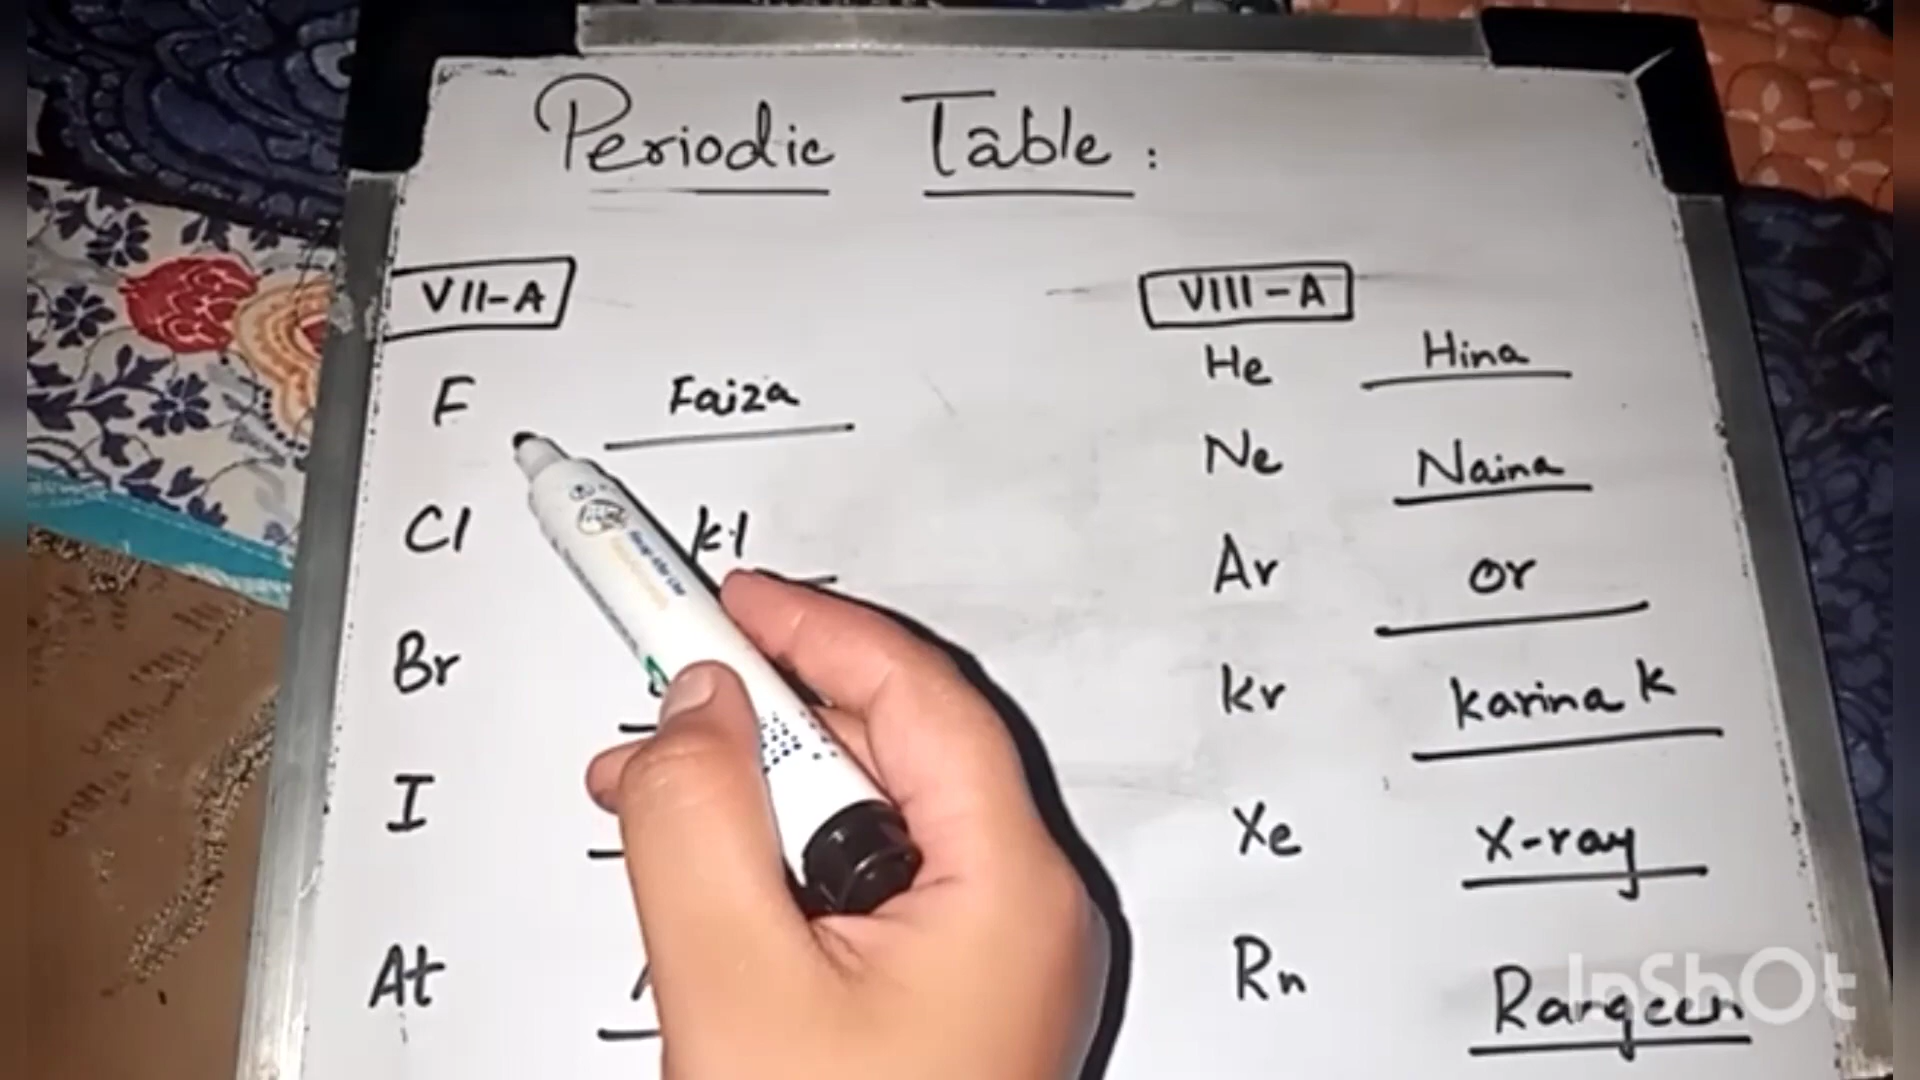 Periodic Table :
VII-A
F Faiza
Cl k.l
Br
I
At
VIII-A
He Hina
Ne Naina
Ar or
Kr Karina K
Xe X-ray
Rn Rangeen
InShOt